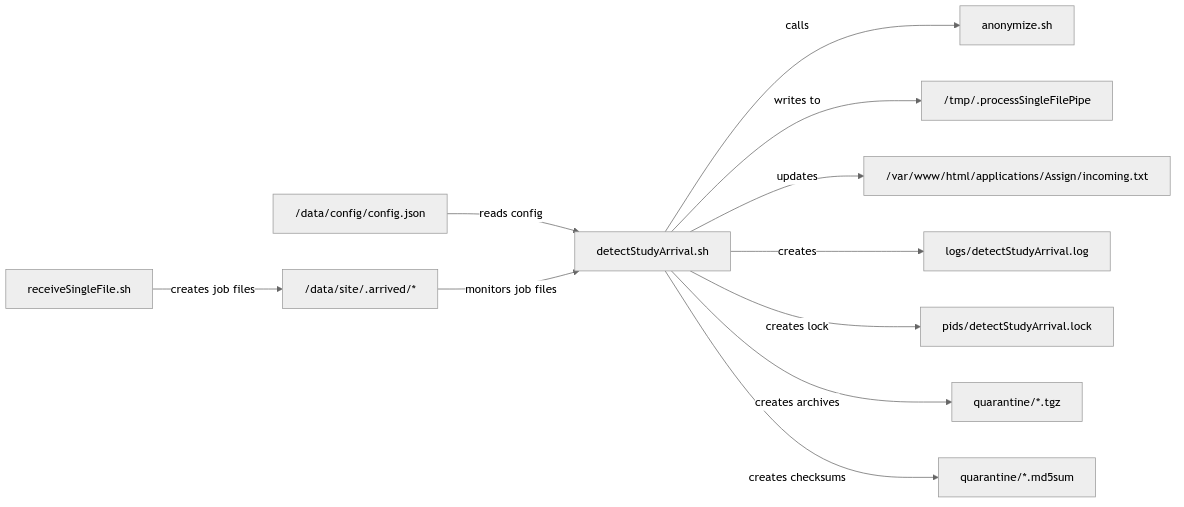 calls
anonymize.sh
writes to
/tmp/.processSingleFilePipe
updates
/var/www/html/applications/Assign/incoming.txt
/data/config/config.json
reads config
detectStudyArrival.sh
creates
logs/detectStudyArrival.log
receiveSingleFile.sh
creates job files
/data/site/.arrived/*
monitors job files
creates lock
pids/detectStudyArrival.lock
creates archives
quarantine/*.tgz
creates checksums
quarantine/*.md5sum